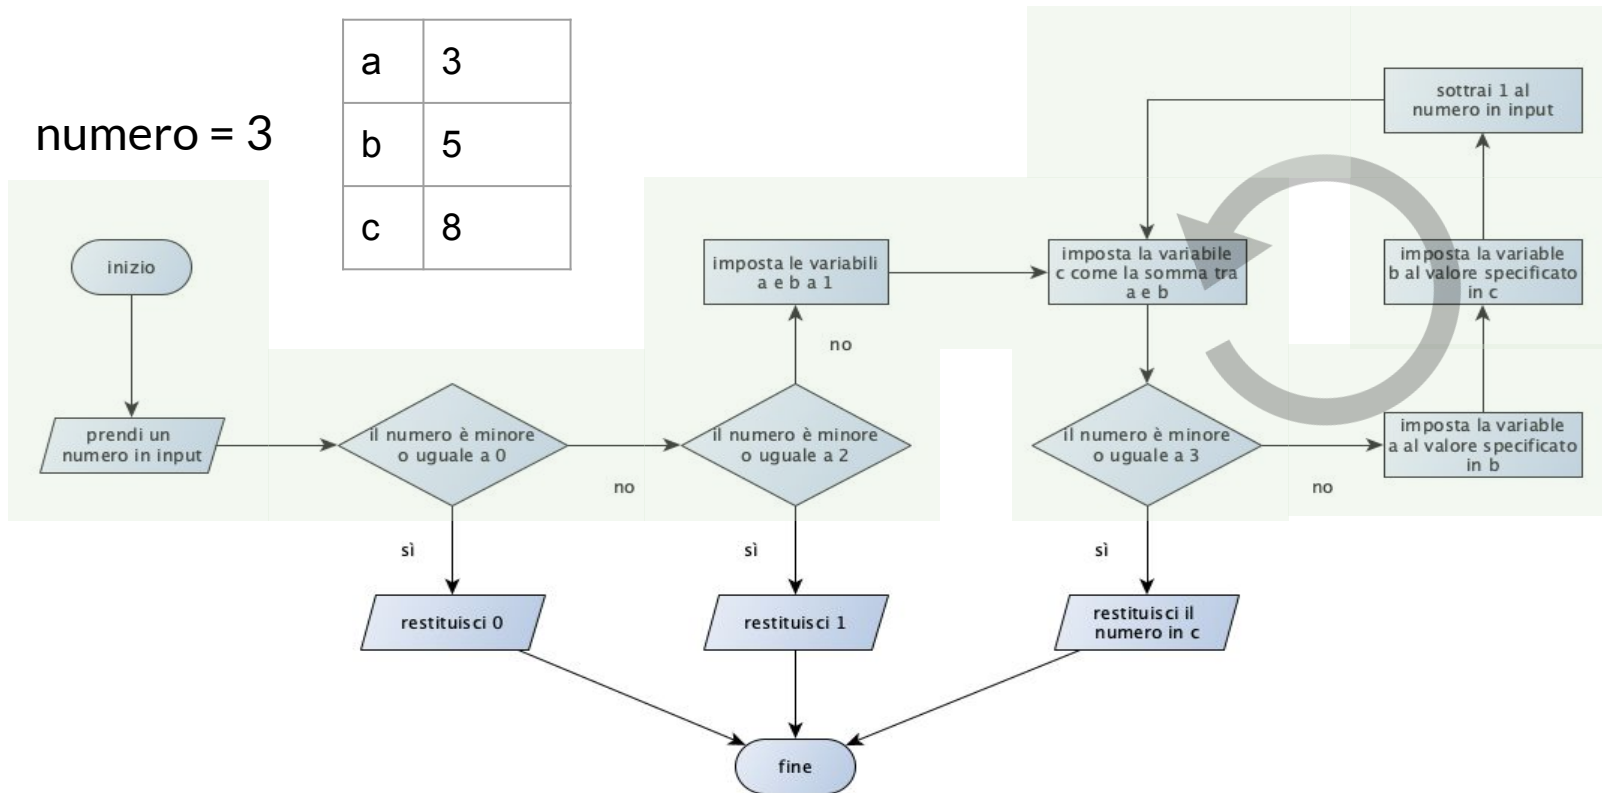 numero = 3
a 3
b 5
c 8
inizio
prendi un
numero in input
il numero è minore
o uguale a 0
no
sì
restituisci 0
il numero è minore
o uguale a 2
no
sì
restituisci 1
imposta le variabili
a e b a 1
imposta la variabile
c come la somma tra
a e b
il numero è minore
o uguale a 3
no
sì
restituisci il
numero in c
imposta la variable
a al valore specificato
in b
imposta la variable
b al valore specificato
in c
sottrai 1 al
numero in input
fine